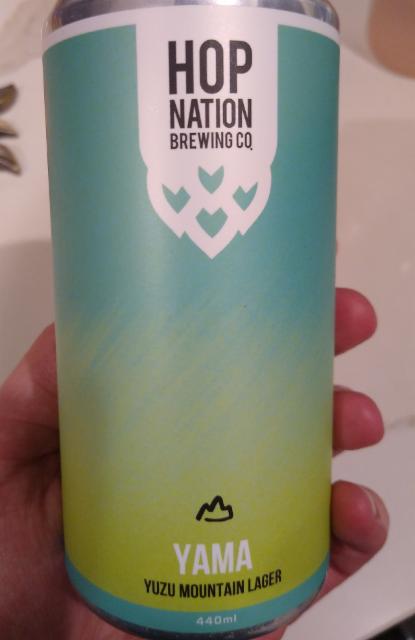 HOP
NATION
BREWING CO.
YAMA
YUZU MOUNTAIN LAGER
440ml